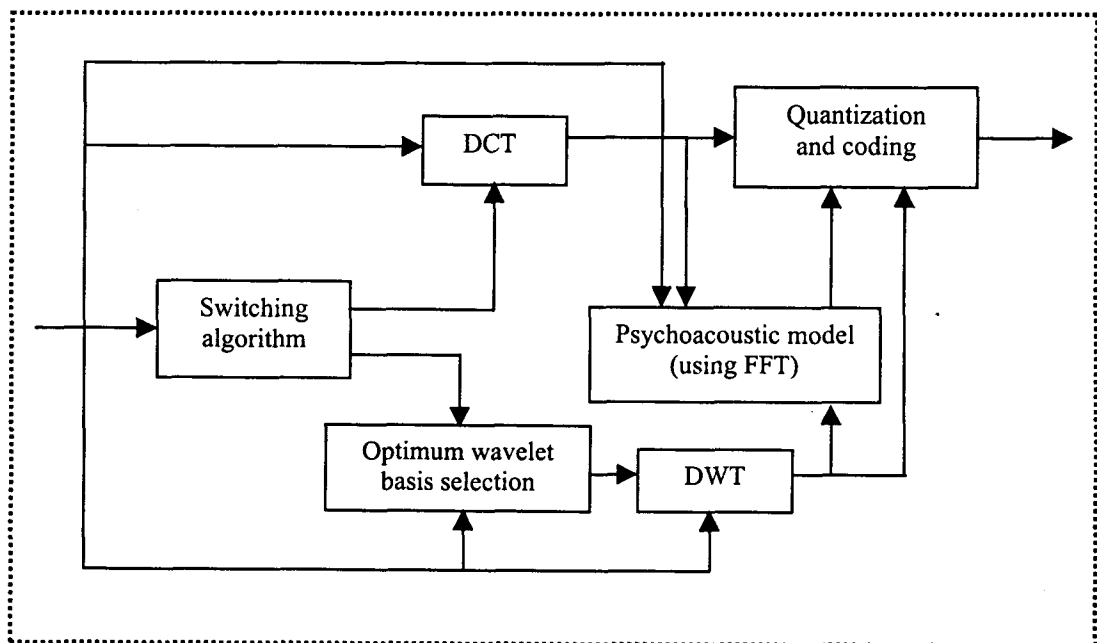 Quantization
and coding
DCT
Switching
algorithm
Psychoacoustic model
(using FFT)
Optimum wavelet
basis selection
DWT